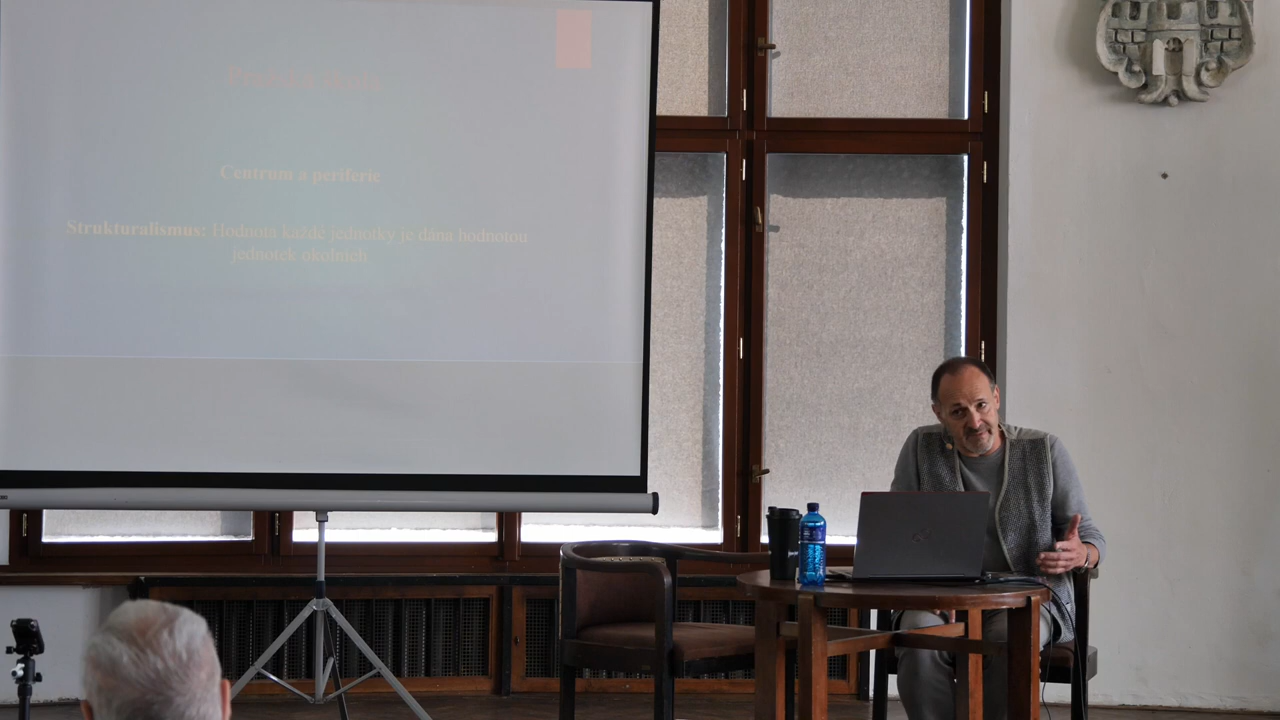 Centrum a periferie
Strukturalismus: Hodnota každé jednotky je dána hodnotou
jednotek okolních